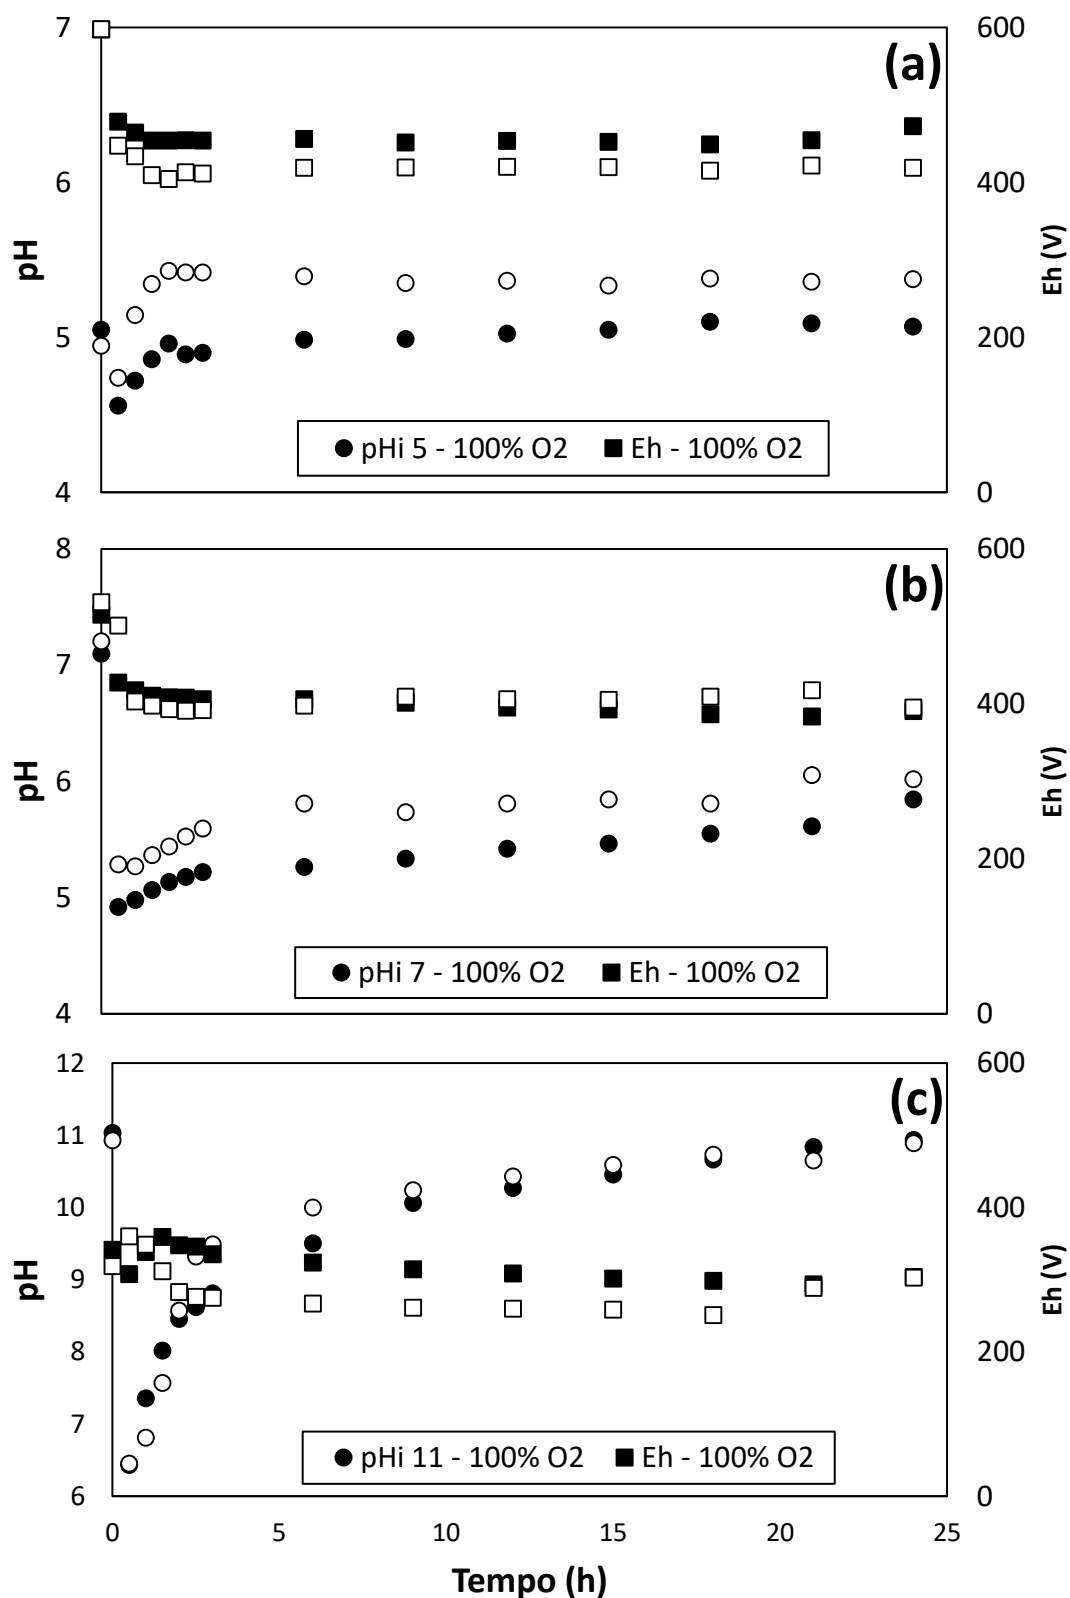 7
600
(a)
6
400
pH
Eh (V)
5
200
pHi 5 - 100% O2
Eh - 100% O2
4
0
8
600
(b)
7
400
pH
Eh (V)
6
200
5
pHi 7 - 100% O2
Eh - 100% O2
4
0
12
600
(c)
11
10
400
pH
Eh (V)
9
8
200
7
pHi 11 - 100% O2
Eh - 100% O2
6
0
0 5 10 15 20 25
Tempo (h)